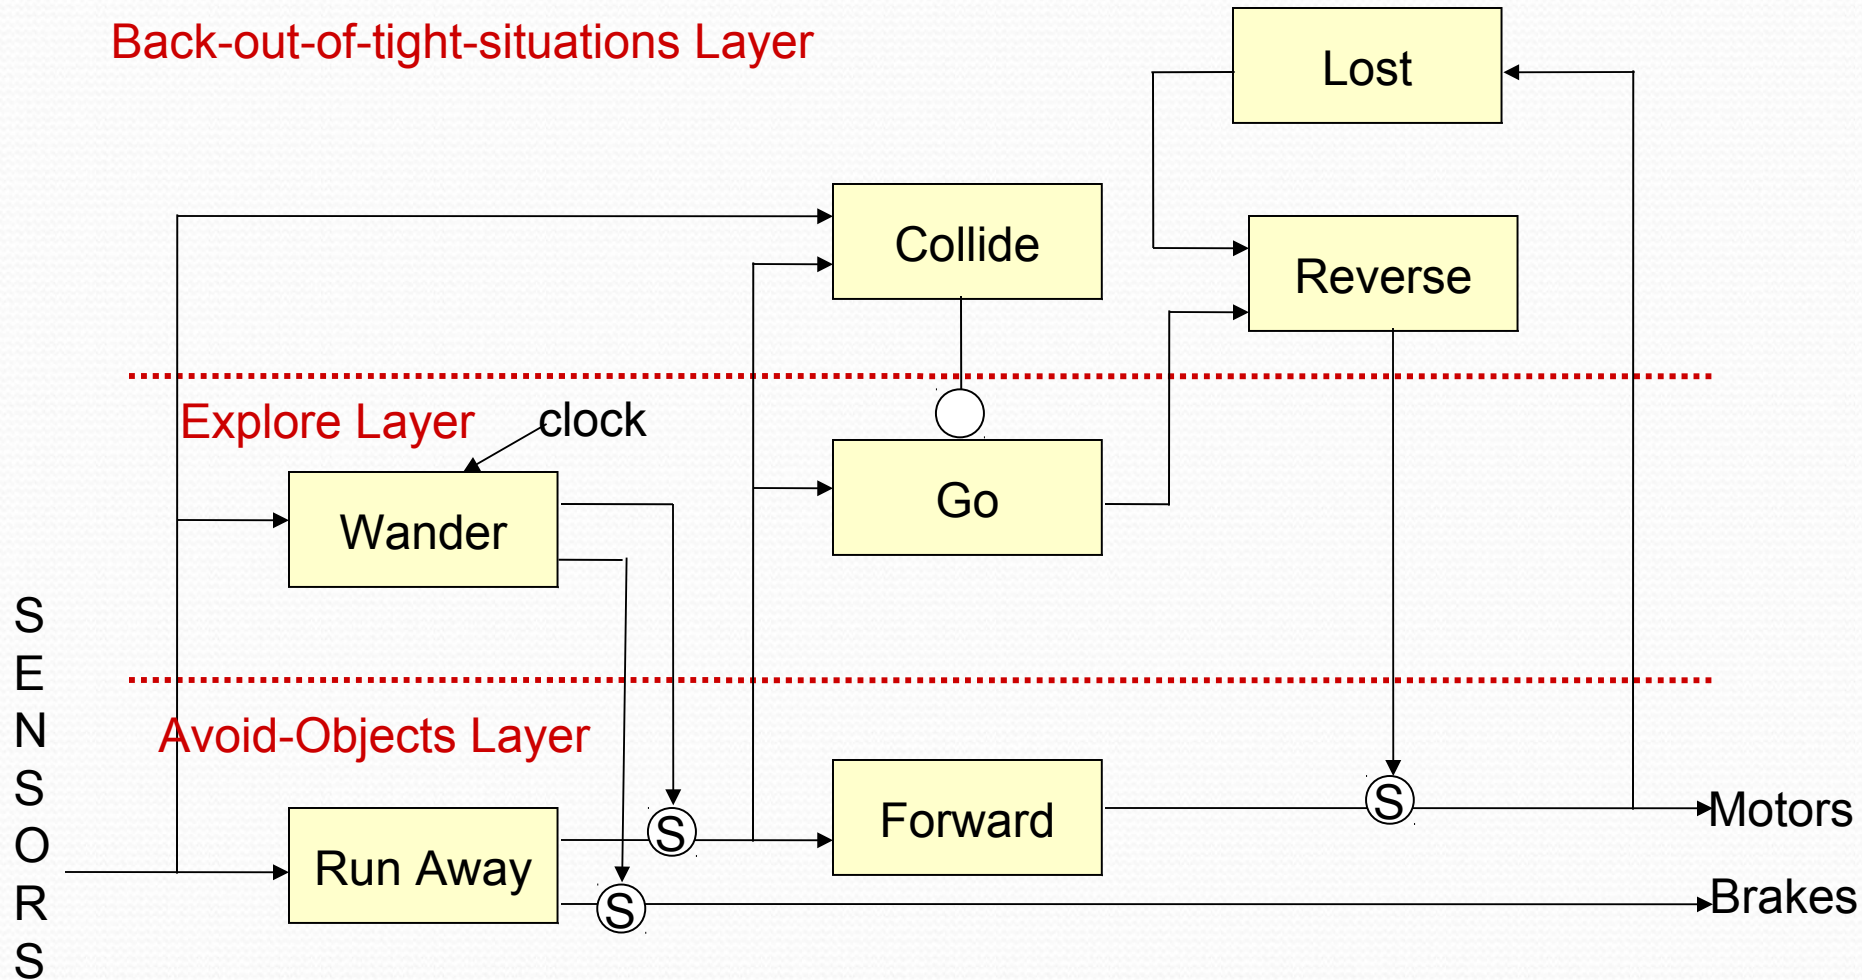 Back-out-of-tight-situations Layer
Lost
Collide
Reverse
Explore Layer
clock
Go
Wander
S
E
N
S
O
R
S
Avoid-Objects Layer
Forward
S
Motors
S
Run Away
Brakes
S